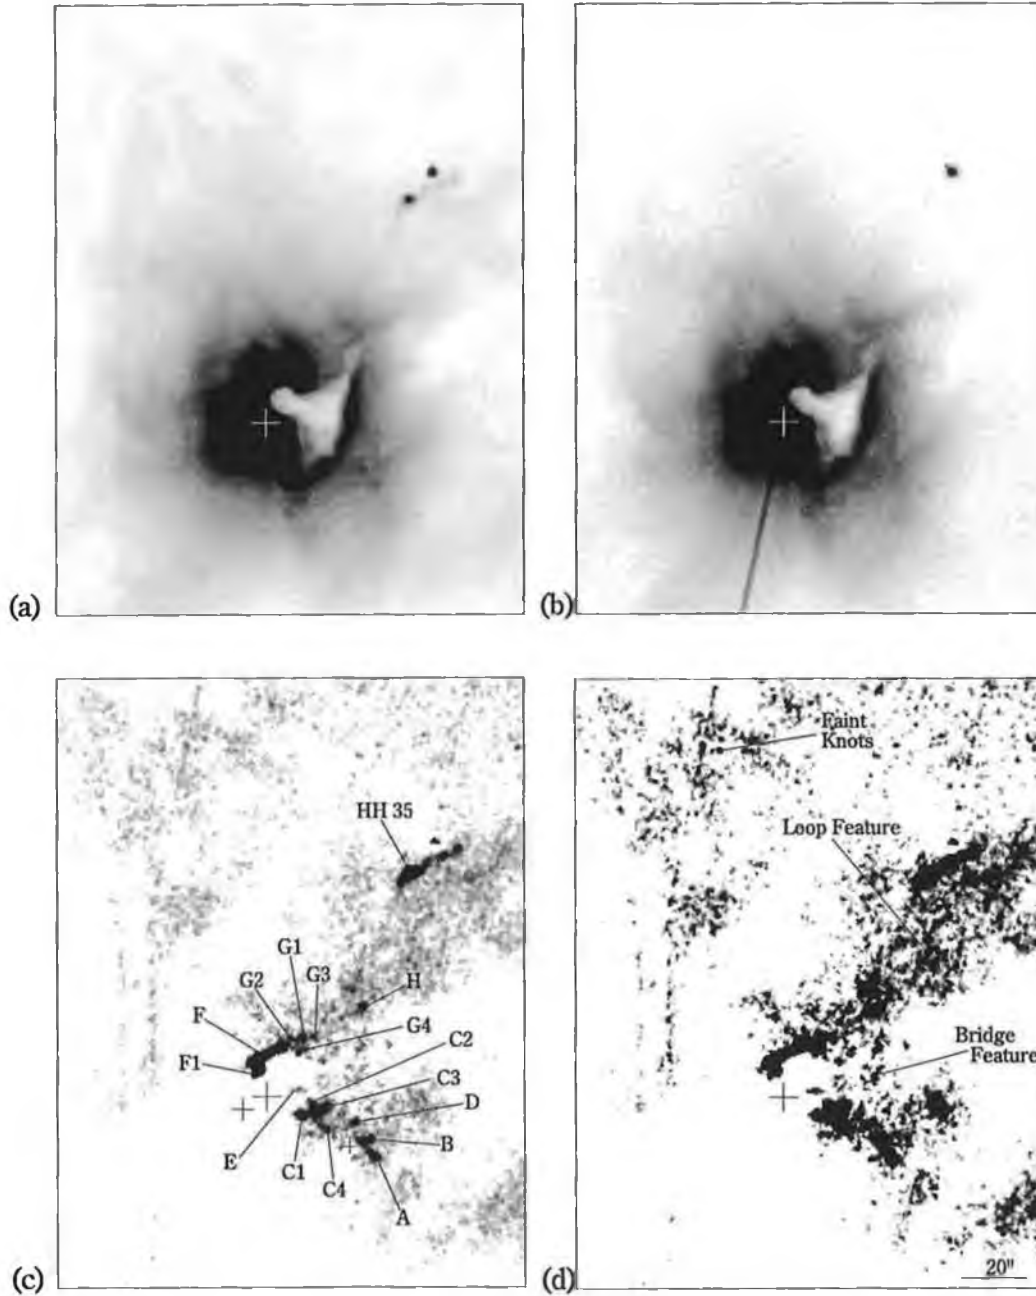 (a)
(b)
HH 35
G1
G2
G3
H
F
G4
F1
C2
C3
D
E
B
C1
C4
A
(c)
Faint
Knots
Loop Feature
Bridge
Feature
20"
(d)